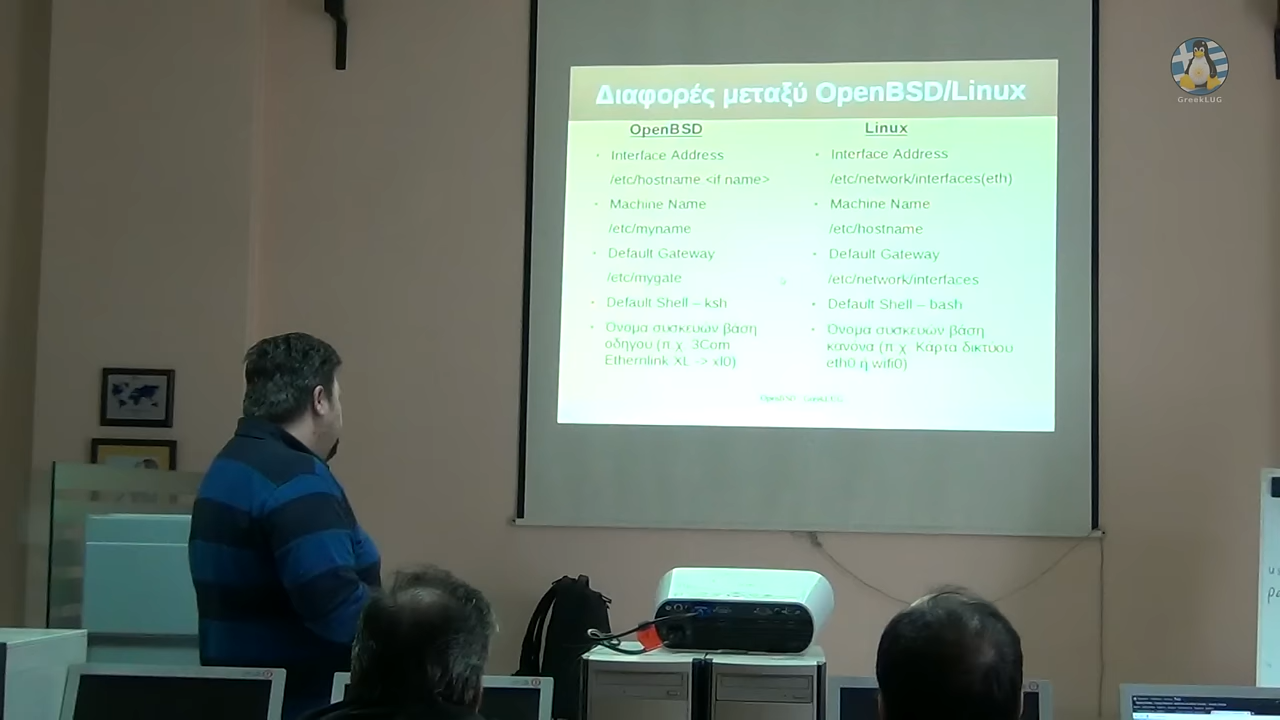 GreekLUG
Διαφορές μεταξύ OpenBSD/Linux
OpenBSD
Interface Address
/etc/hostname <if name>
Machine Name
/etc/myname
Default Gateway
/etc/mygate
Default Shell – ksh
Όνομα συσκευών βάση
οδηγού (π.χ. 3Com
Etherlink XL -> xl0)
Linux
Interface Address
/etc/network/interfaces(eth)
Machine Name
/etc/hostname
Default Gateway
/etc/network/interfaces
Default Shell – bash
Όνομα συσκευών βάση
κανόνα (π.χ. Κάρτα δικτύου
eth0 ή wifi0)